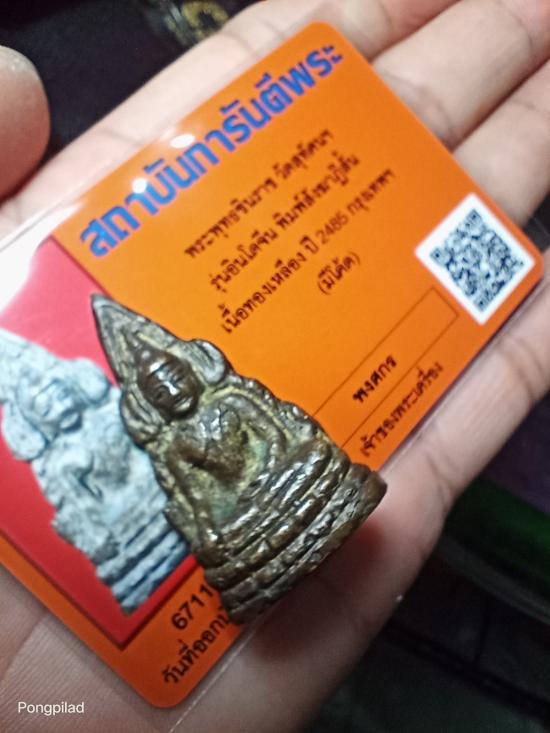 สถาบันการันตีพระ
พระพุทธชินราช วัดสุทัศนฯ
รุ่นอินโดจีน พิมพ์สังฆาฏิสั้น
เนื้อทองเหลือง ปี 2485 กรุงเทพฯ
(มีโค้ด)
พงศกร
เจ้าของพระเครื่อง
6711
วันที่ออก
Pongpilad